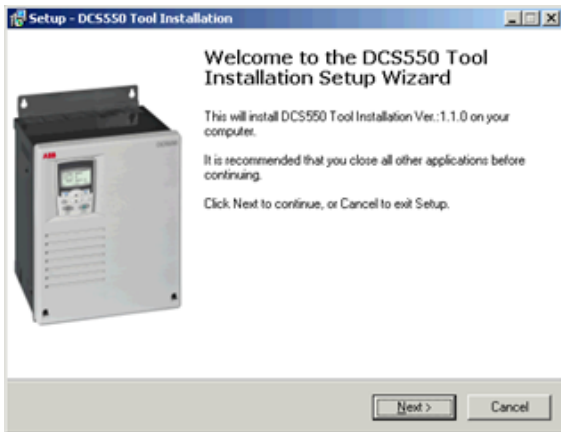 Setup - DCS550 Tool Installation
Welcome to the DCS550 Tool
Installation Setup Wizard
This will install DCS550 Tool Installation Ver.:1.1.0 on your
computer.
It is recommended that you close all other applications before
continuing.
Click Next to continue, or Cancel to exit Setup.
ABB
Next >
Cancel